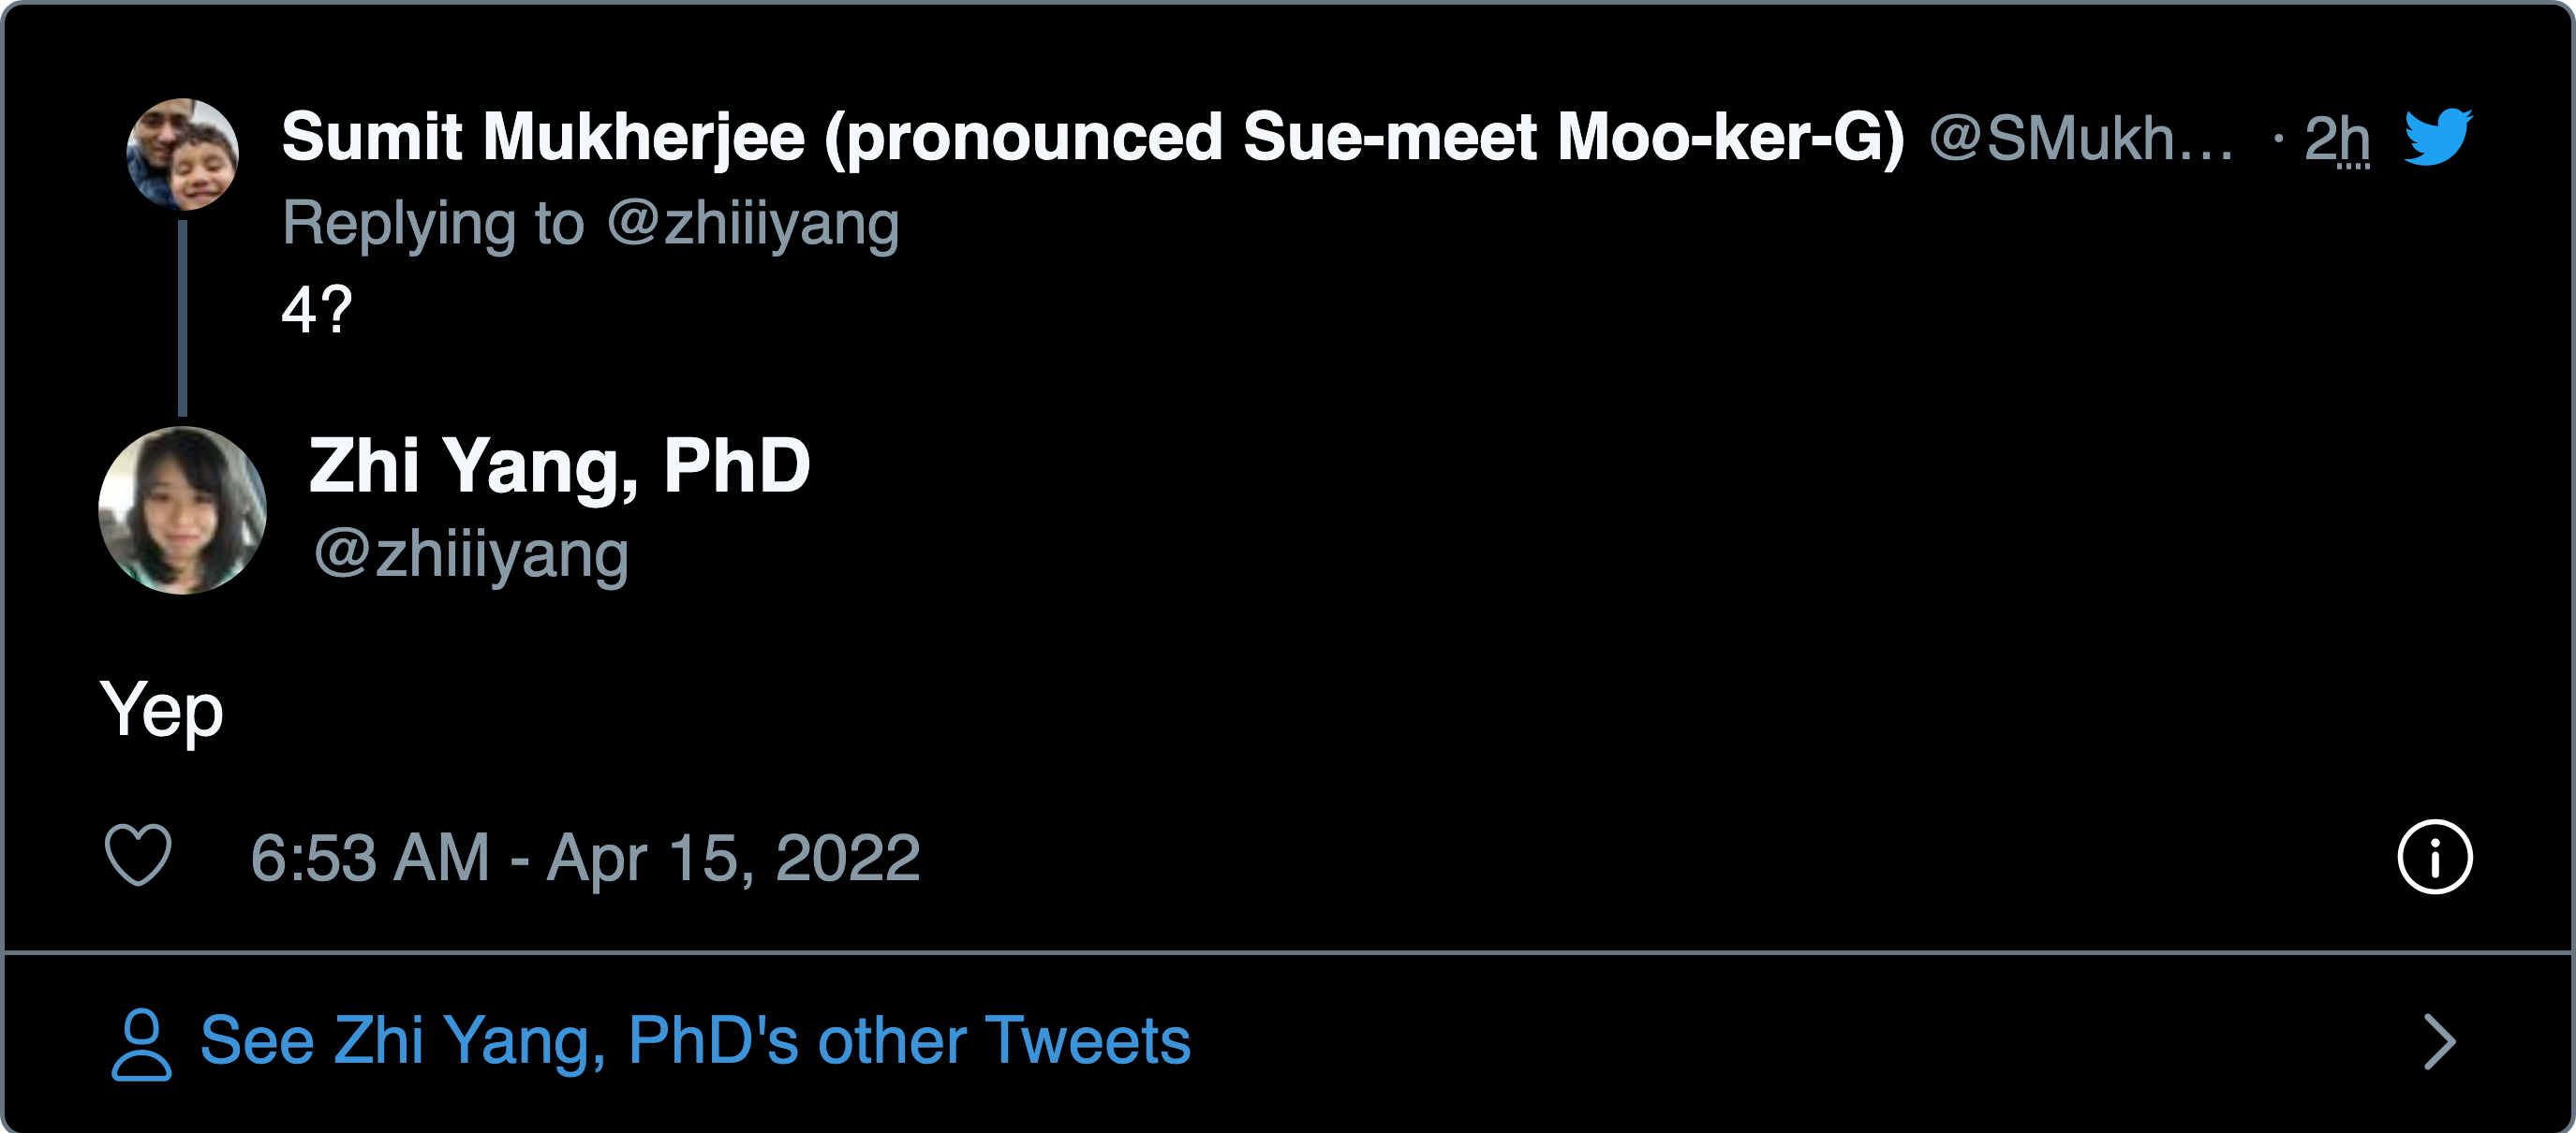 Sumit Mukherjee (pronounced Sue-meet Moo-ker-G) @SMukh... · 2h
Replying to @zhiiiyang
4?
Zhi Yang, PhD
@zhiiiyang
Yep
6:53 AM - Apr 15, 2022
See Zhi Yang, PhD's other Tweets